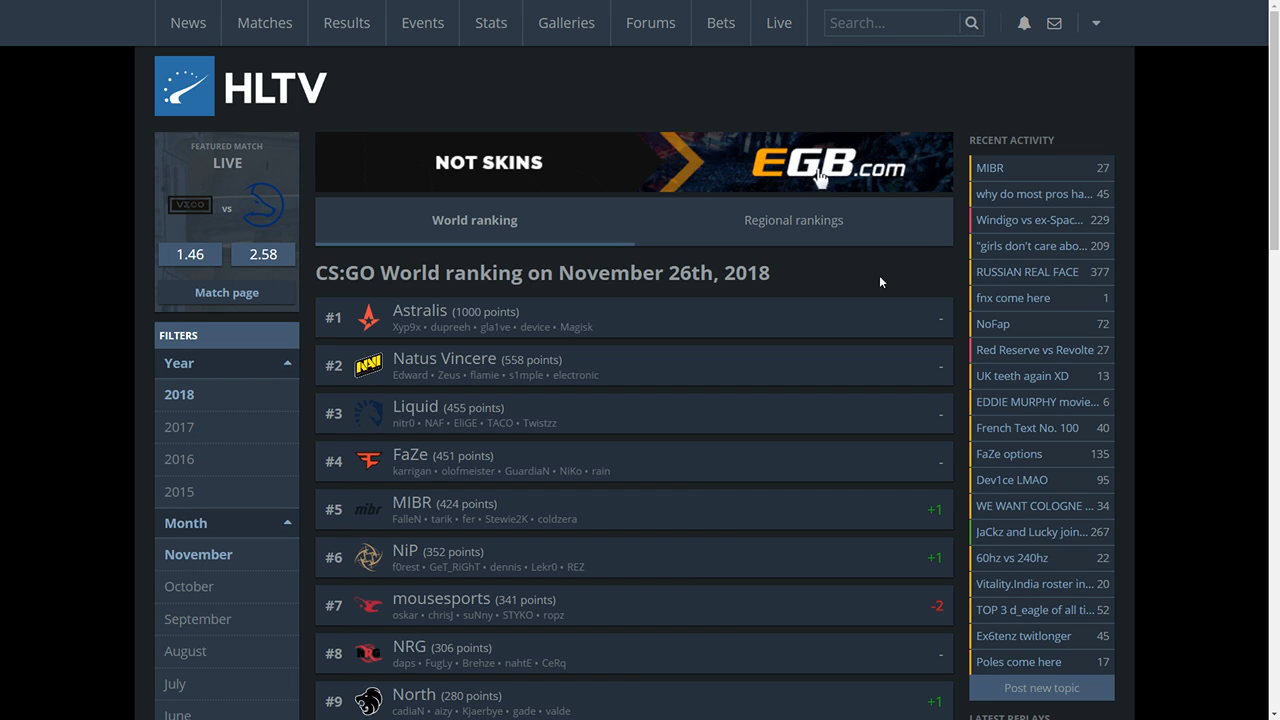 News Matches Results Events Stats Galleries Forums Bets Live Search...
HLTV
FEATURED MATCH
LIVE
VEGO vs
1.46 2.58
Match page
FILTERS
Year
2018
2017
2016
2015
Month
November
October
September
August
July
June
NOT SKINS EGB.com
World ranking Regional rankings
CS:GO World ranking on November 26th, 2018
#1 Astralis (1000 points) -
Xyp9x • dupreeh • gla1ve • device • Magisk
#2 NAVI Natus Vincere (558 points) -
Edward • Zeus • flamie • s1mple • electronic
#3 Liquid (455 points) -
nitr0 • NAF • EliGE • TACO • Twistzz
#4 FaZe (451 points) -
karrigan • olofmeister • GuardiaN • NiKo • rain
#5 mibr MIBR (424 points) +1
FalleN • tarik • fer • Stewie2K • coldzera
#6 NiP (352 points) +1
f0rest • GeT_RiGhT • dennis • Lekr0 • REZ
#7 mousesports (341 points) -2
oskar • chrisJ • suNny • STYKO • ropz
#8 NRG NRG (306 points) -
daps • FugLy • Brehze • nahtE • CeRq
#9 North (280 points) +1
cadiaN • aizy • Kjaerbye • gade • valde
RECENT ACTIVITY
MIBR 27
why do most pros ha... 45
Windigo vs ex-Spac... 229
"girls don't care abo... 209
RUSSIAN REAL FACE 377
fnx come here 1
NoFap 72
Red Reserve vs Revolte 27
UK teeth again XD 13
EDDIE MURPHY movie... 6
French Text No. 100 40
FaZe options 135
Dev1ce LMAO 95
WE WANT COLOGNE ... 34
JaCkz and Lucky join... 267
60hz vs 240hz 22
Vitality.India roster in... 20
TOP 3 d_eagle of all ti... 52
Ex6tenz twitlonger 45
Poles come here 17
Post new topic
LATEST REPLAYS